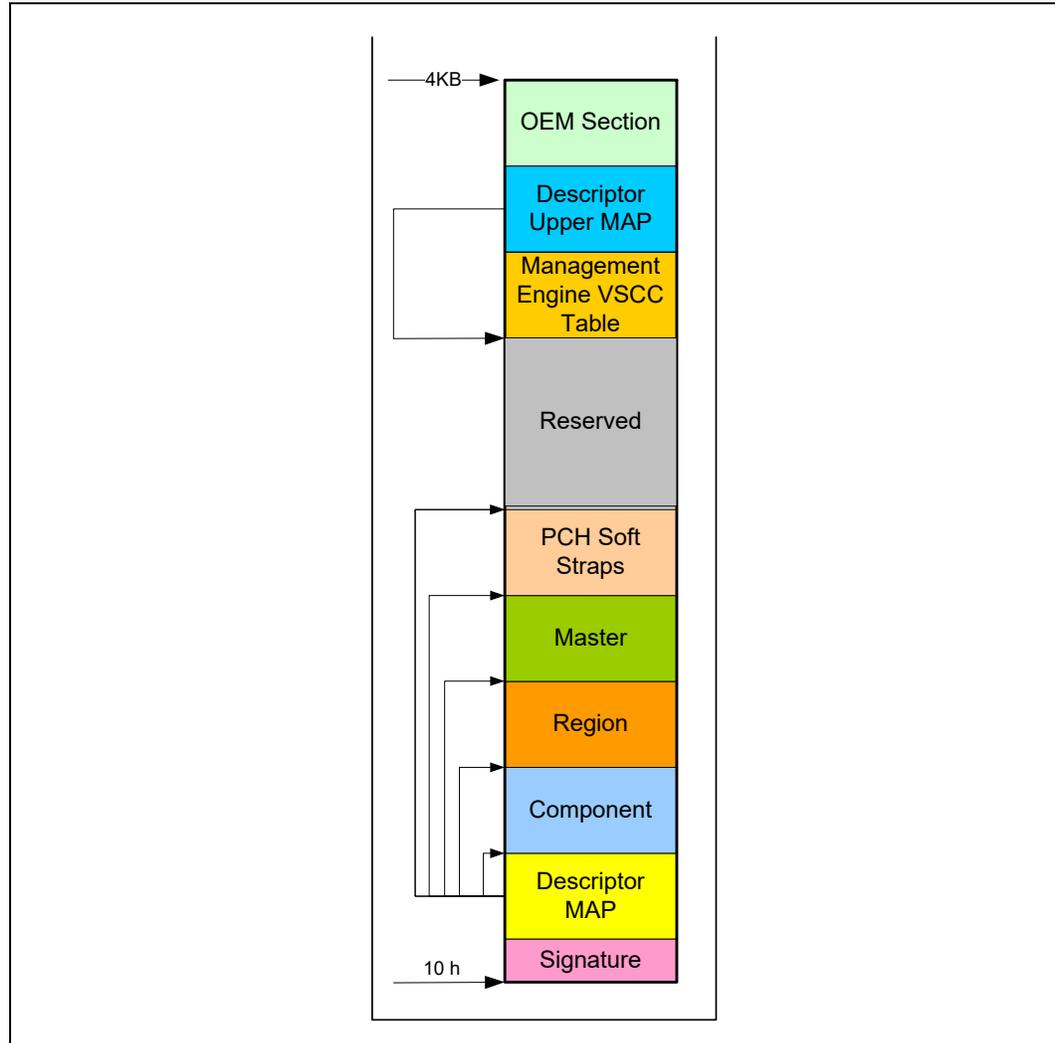 4KB
OEM Section
Descriptor
Upper MAP
Management
Engine VSCC
Table
Reserved
PCH Soft
Straps
Master
Region
Component
Descriptor
MAP
Signature
10 h